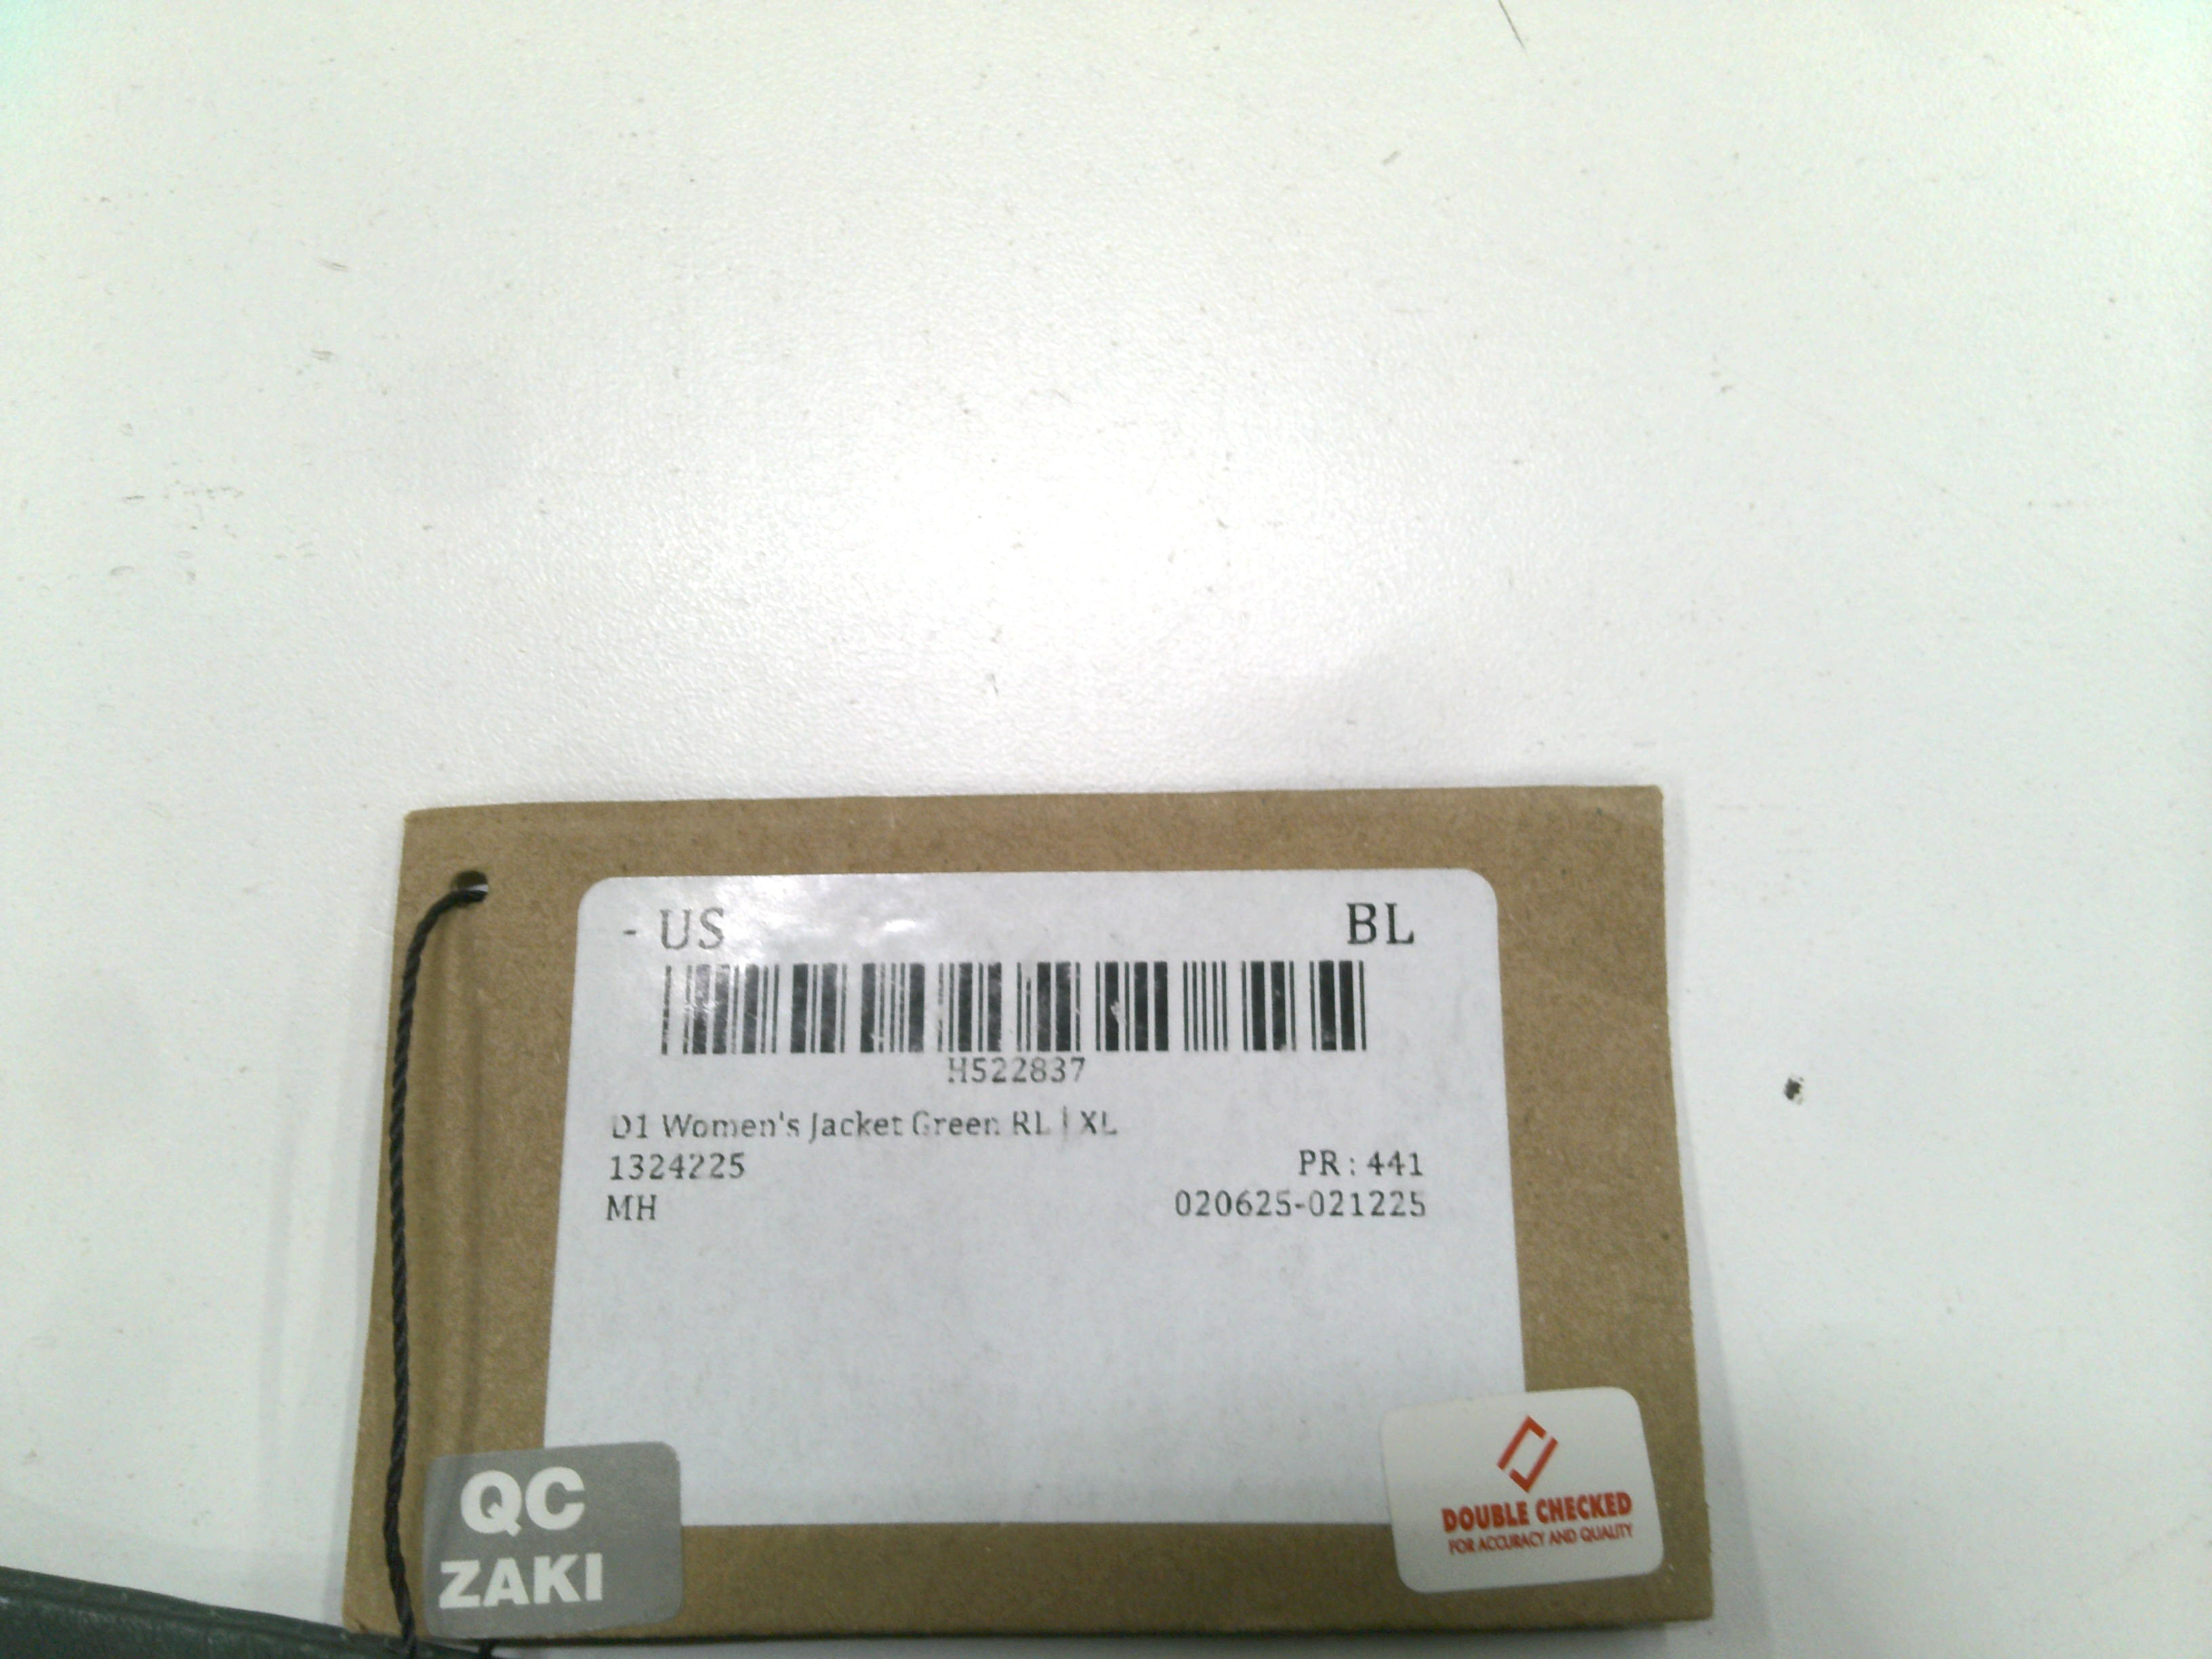 - US BL
H522837
D1 Women's Jacket Green RL | XL
1324225 PR : 441
MH 020625-021225
QC
ZAKI
DOUBLE CHECKED
FOR ACCURACY AND QUALITY